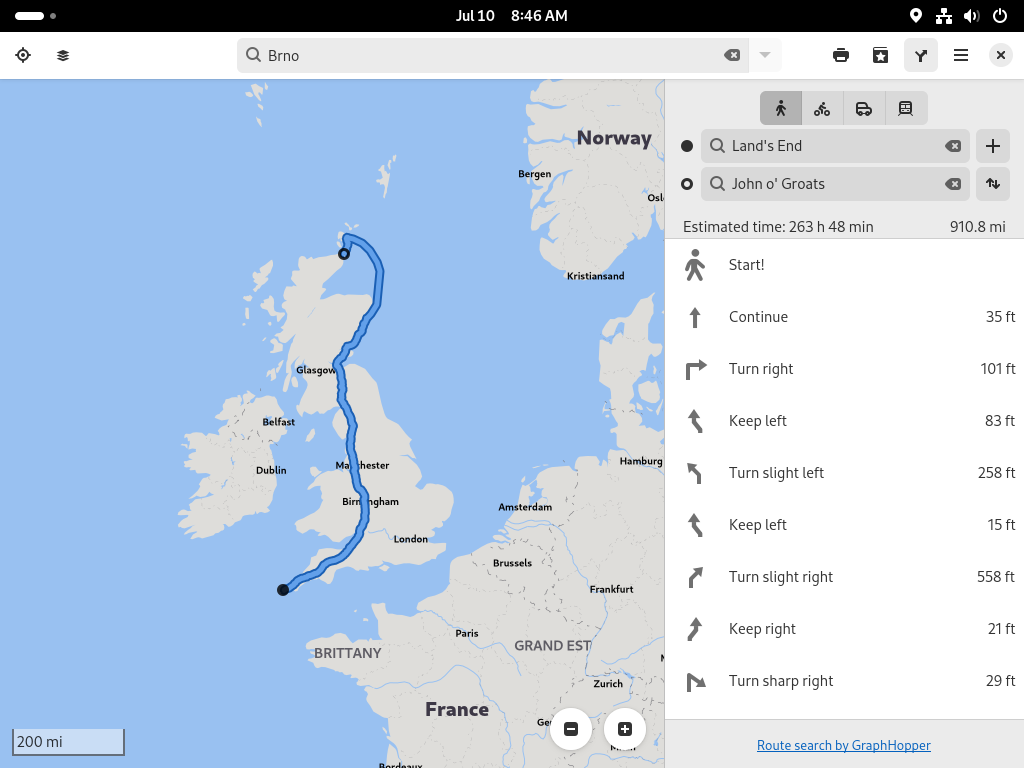 Jul 10 8:46 AM
Brno
Land's End
John o' Groats
Estimated time: 263 h 48 min 910.8 mi
Start!
Continue 35 ft
Turn right 101 ft
Keep left 83 ft
Turn slight left 258 ft
Keep left 15 ft
Turn slight right 558 ft
Keep right 21 ft
Turn sharp right 29 ft
Route search by GraphHopper
Norway
Bergen
Kristiansand
Glasgow
Belfast
Dublin
Birmingham
London
Hamburg
Amsterdam
Brussels
Frankfurt
Paris
GRAND EST
BRITTANY
Zurich
France
200 mi